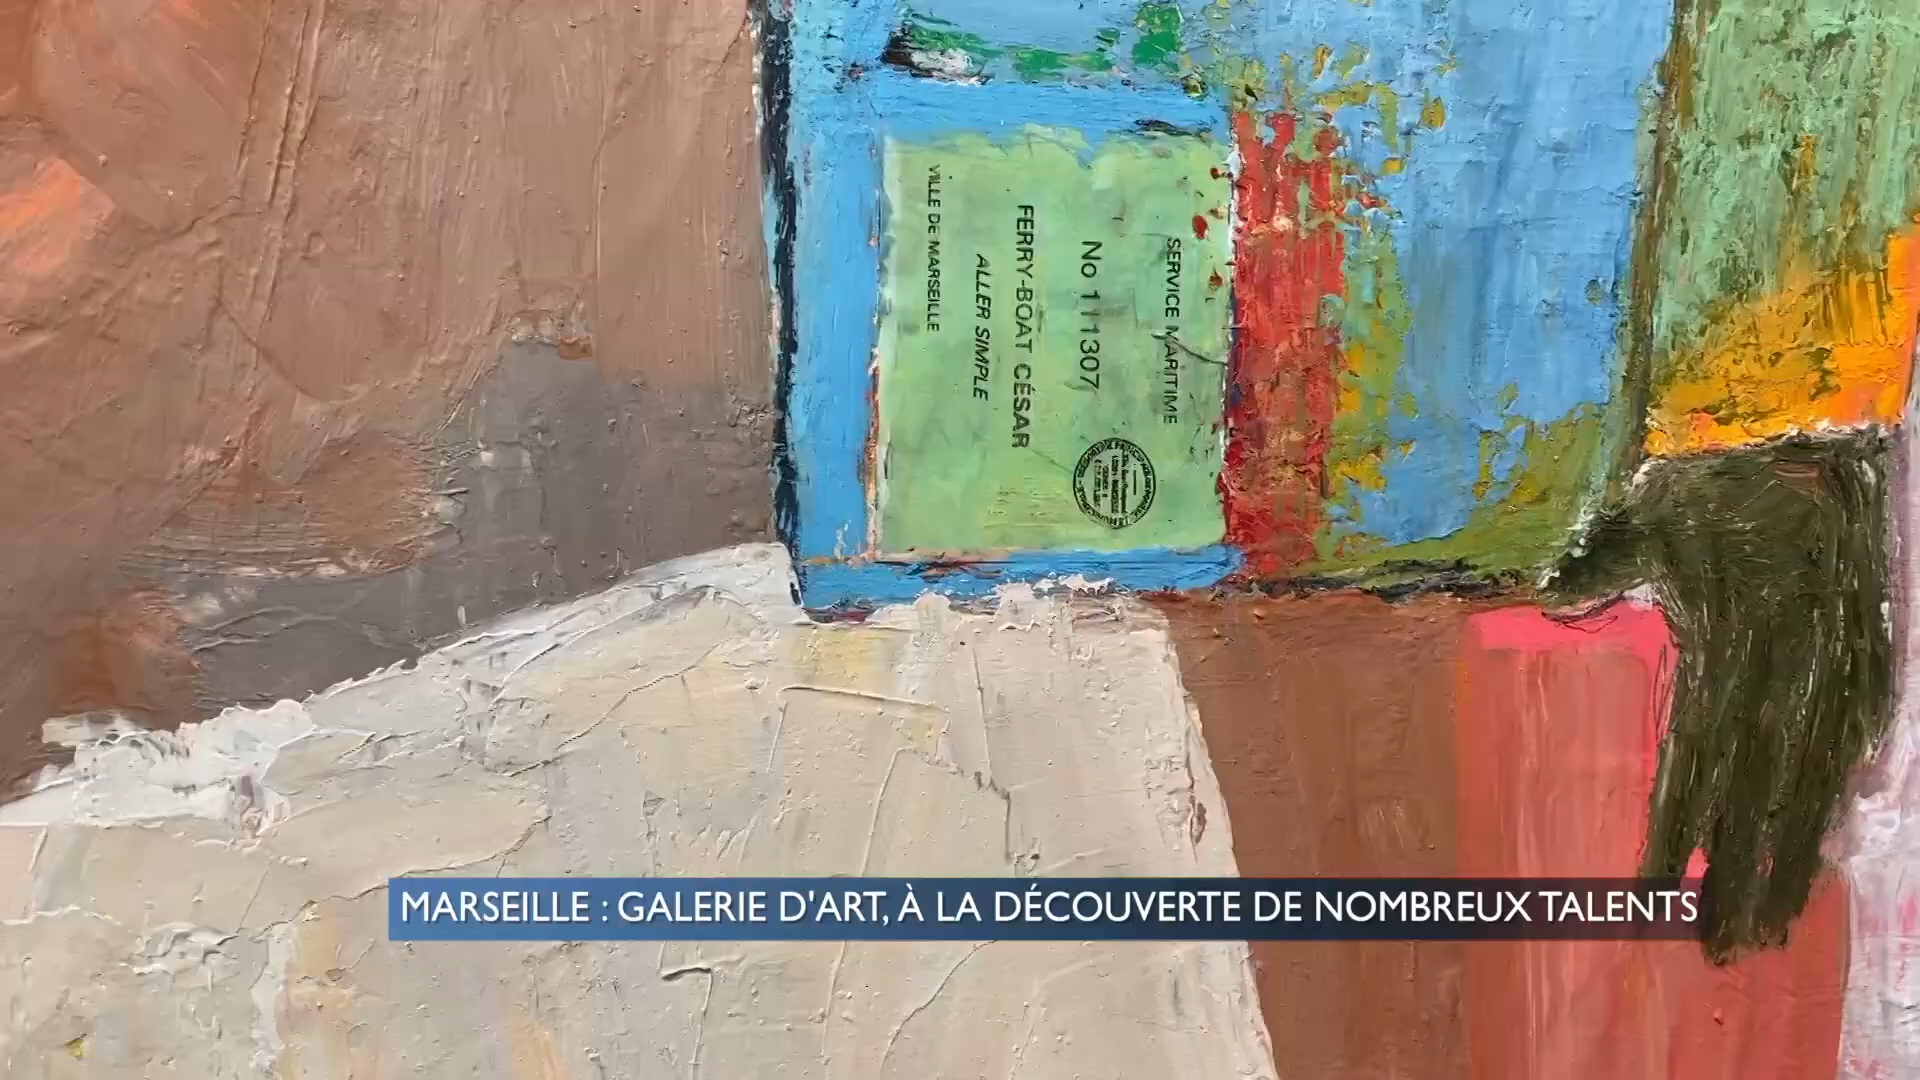 SERVICE MARITIME
No 111307
FERRY-BOAT CÉSAR
ALLER SIMPLE
VILLE DE MARSEILLE
MARSEILLE : GALERIE D'ART, À LA DÉCOUVERTE DE NOMBREUX TALENTS